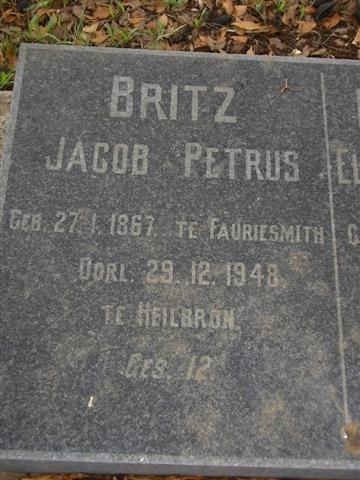 BRITZ
JACOB PETRUS
GEB. 27.1.1867. TE FAURIESMITH
OORL. 29.12.1948.
TE HEILBRON.
GES. 12